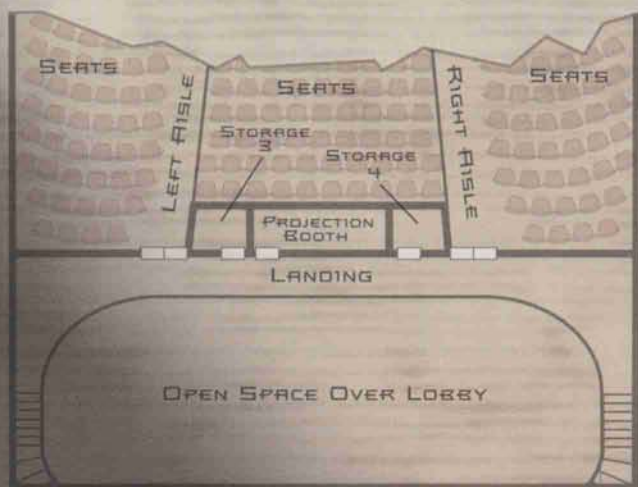 SEATS
SEATS
SEATS
LEFT AISLE
RIGHT AISLE
STORAGE
3
STORAGE
4
PROJECTION
BOOTH
LANDING
OPEN SPACE OVER LOBBY